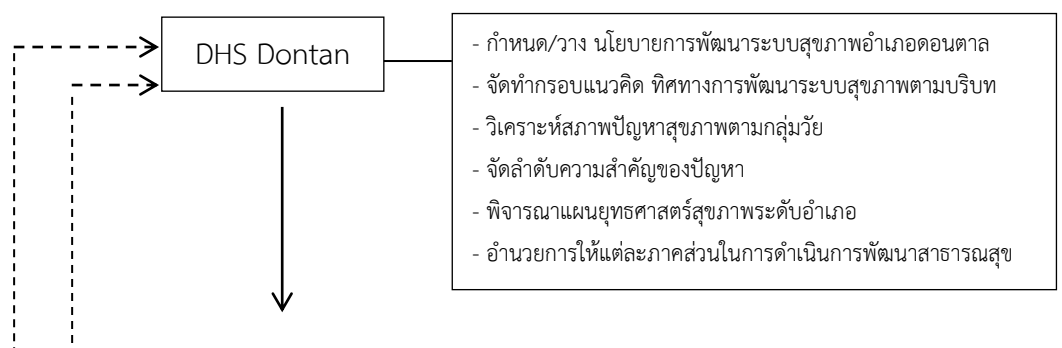 DHS Dontan
- กำหนด/วาง นโยบายการพัฒนาระบบสุขภาพอำเภอดอนตาล
- จัดทำกรอบแนวคิด ทิศทางการพัฒนาระบบสุขภาพตามบริบท
- วิเคราะห์สภาพปัญหาสุขภาพตามกลุ่มวัย
- จัดลำดับความสำคัญของปัญหา
- พิจารณาแผนยุทธศาสตร์สุขภาพระดับอำเภอ
- อำนวยการให้แต่ละภาคส่วนในการดำเนินการพัฒนาสาธารณสุข